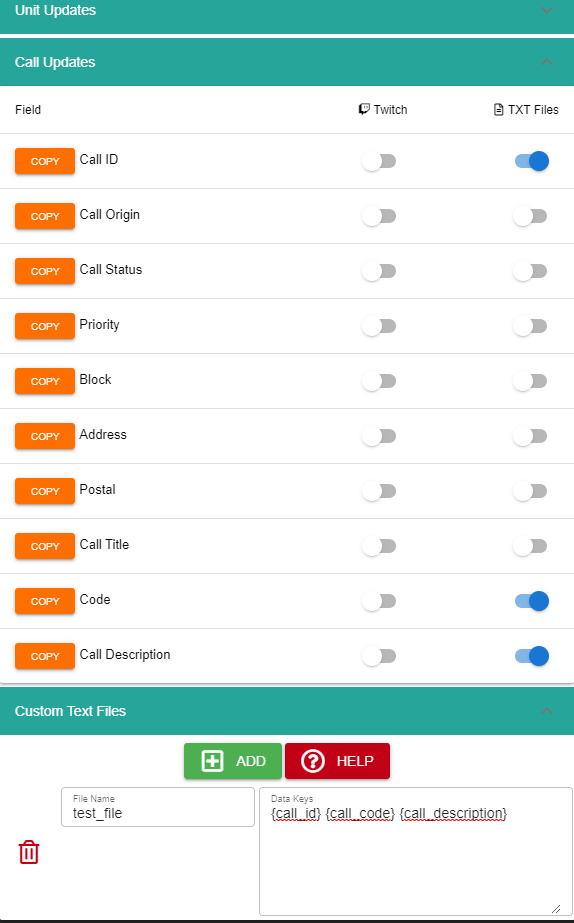 Unit Updates
Call Updates
Field Twitch TXT Files
COPY Call ID
COPY Call Origin
COPY Call Status
COPY Priority
COPY Block
COPY Address
COPY Postal
COPY Call Title
COPY Code
COPY Call Description
Custom Text Files
ADD HELP
File Name Data Keys
test_file {call_id} {call_code} {call_description}